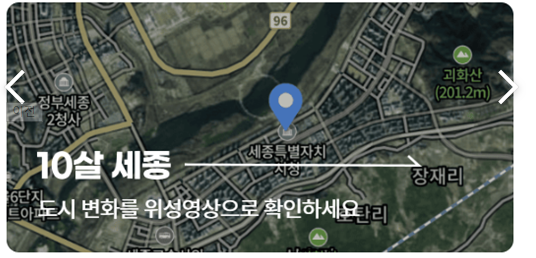 96
괴화산
(201.2m)
정부세종
2청사
세종특별자치
시청
10살 세종
장재리
도시 변화를 위성영상으로 확인하세요